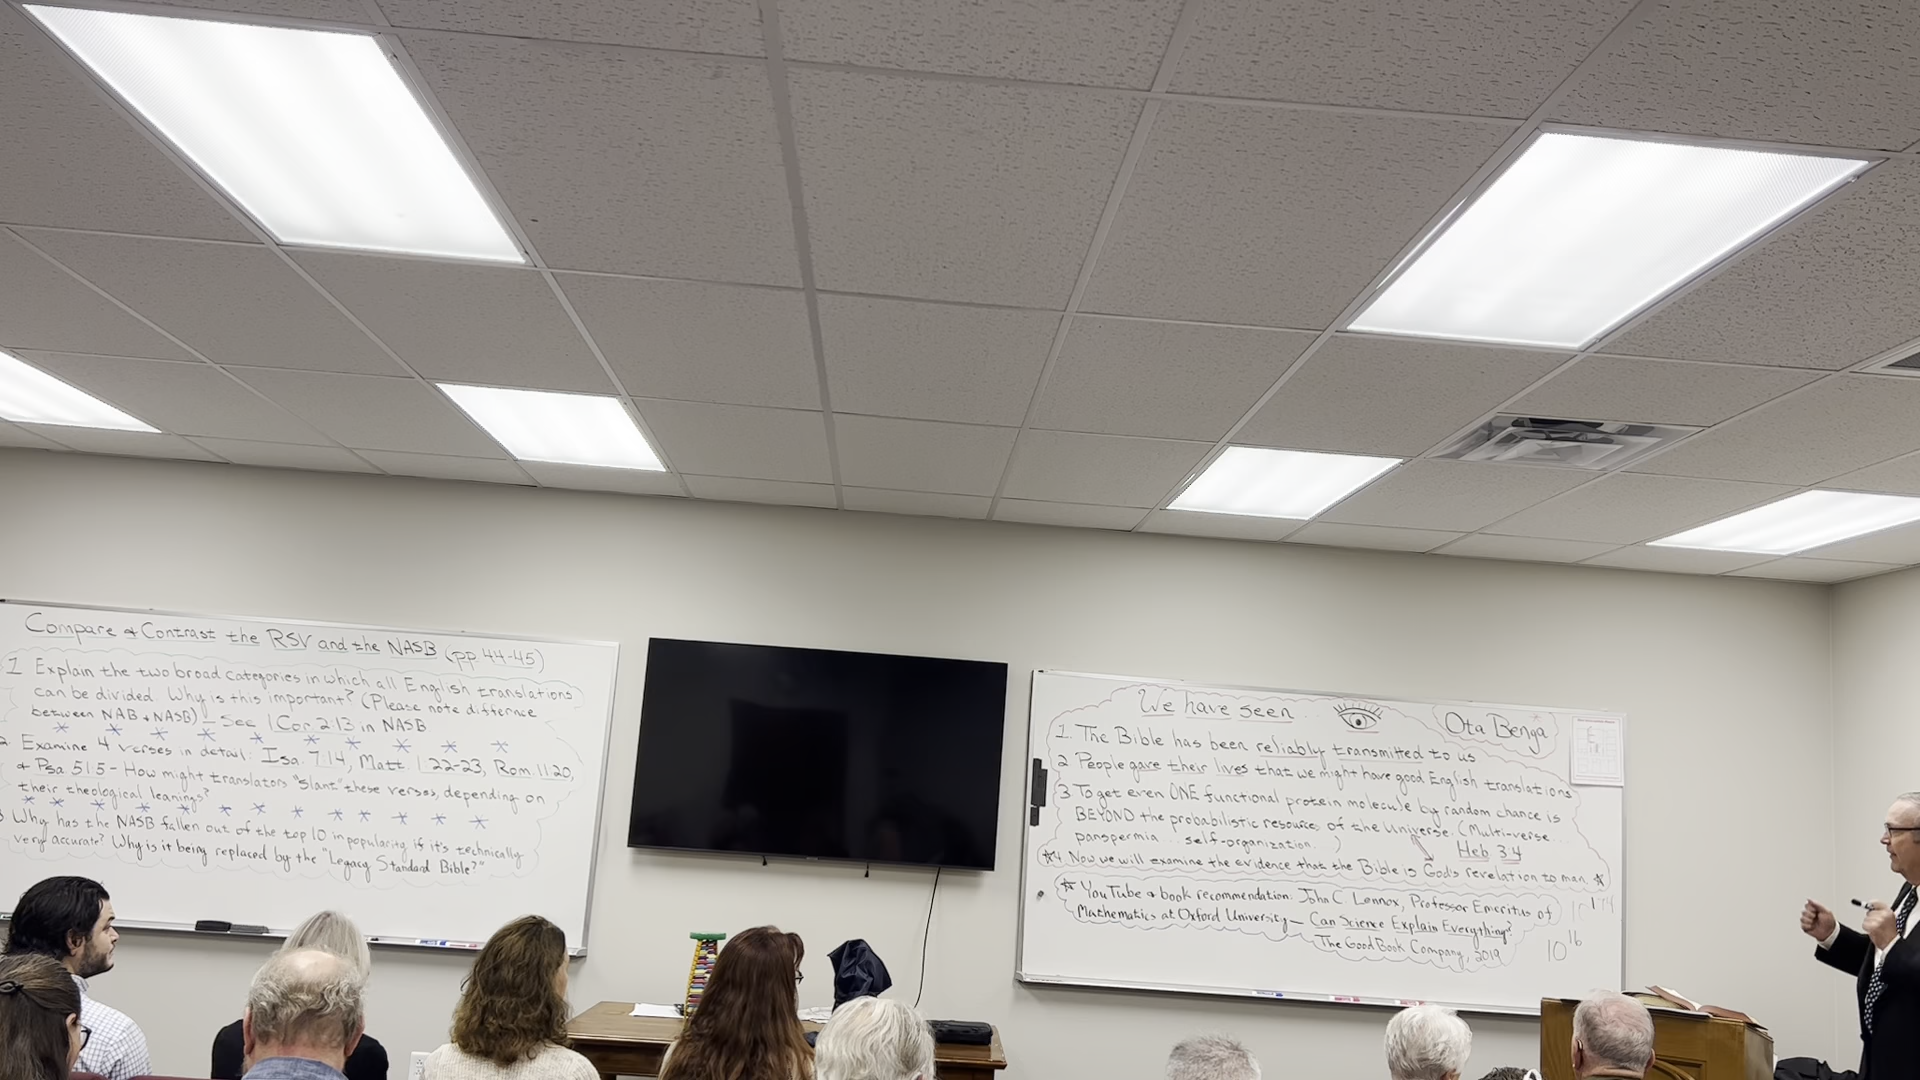 Compare & Contrast the RSV and the NASB (pp. 44-45)
1 Explain the two broad categories in which all English translations
can be divided. Why is this important? (Please note differnce
between NAB & NASB) – See 1 Cor. 2:13 in NASB
2. Examine 4 verses in detail: Isa. 7:14, Matt. 1:22-23, Rom. 11:20,
& Psa. 51:5 – How might translators "slant" these verses, depending on
their theological leanings?
3 Why has the NASB fallen out of the top 10 in popularity if it's technically
very accurate? Why is it being replaced by the "Legacy Standard Bible?"
We have seen...
Ota Benga
1. The Bible has been reliably transmitted to us
2 People gave their lives that we might have good English translations
3 To get even ONE functional protein molecule by random chance is
BEYOND the probabilistic resources of the universe. (Multi-verse...
panspermia... self-organization...)
Heb. 3:4
4. Now we will examine the evidence that the Bible is God's revelation to man.
YouTube & book recommendation: John C. Lennox, Professor Emeritus of
Mathematics at Oxford University – Can Science Explain Everything?
The GoodBook Company, 2019
10^16